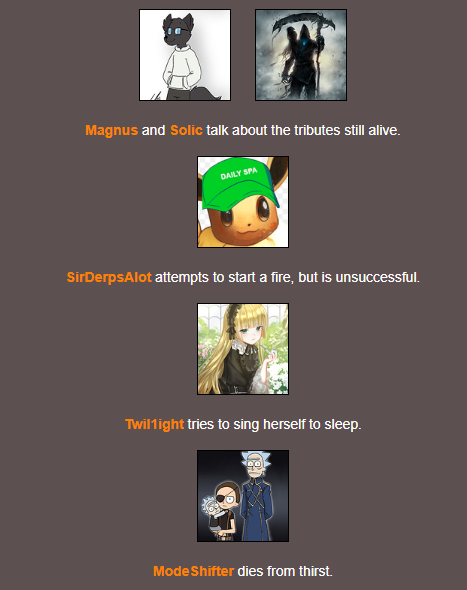 Magnus and Solic talk about the tributes still alive.
DAILY SPA
SirDerpsAlot attempts to start a fire, but is unsuccessful.
Twil1ight tries to sing herself to sleep.
ModeShifter dies from thirst.